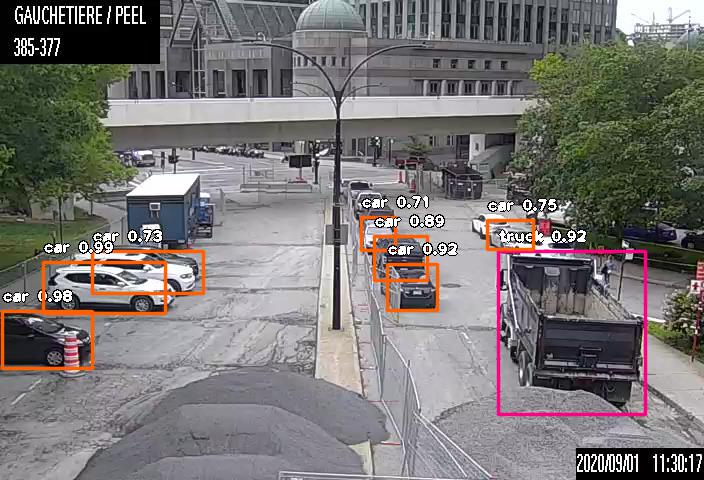 GAUCHETIERE / PEEL
385-377
car 0.71
car 0.75
car 0.89
car 0.73
truck 0.92
car 0.99
car 0.92
car 0.98
2020/09/01 11:30:17